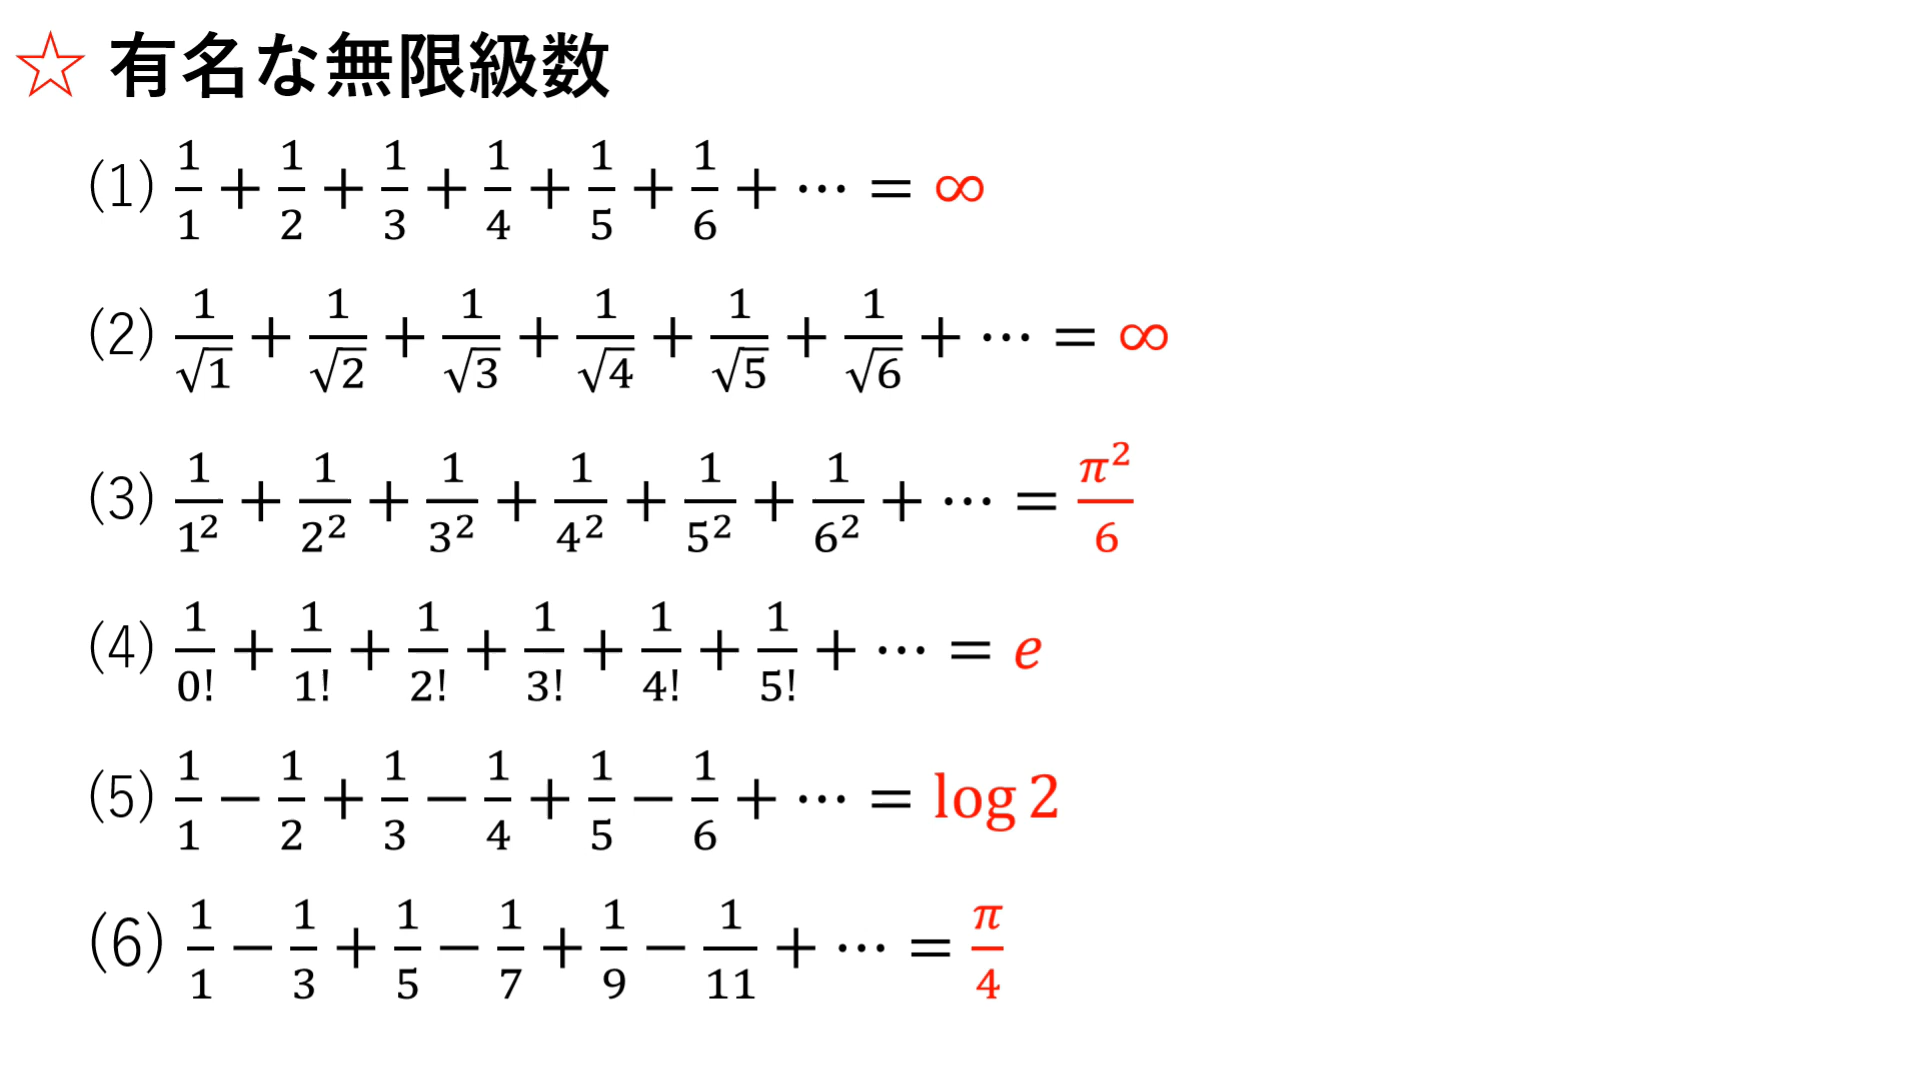 ☆ 有名な無限級数
(1) 1/1 + 1/2 + 1/3 + 1/4 + 1/5 + 1/6 + ⋯ = ∞
(2) 1/√1 + 1/√2 + 1/√3 + 1/√4 + 1/√5 + 1/√6 + ⋯ = ∞
(3) 1/1² + 1/2² + 1/3² + 1/4² + 1/5² + 1/6² + ⋯ = π²/6
(4) 1/0! + 1/1! + 1/2! + 1/3! + 1/4! + 1/5! + ⋯ = e
(5) 1/1 − 1/2 + 1/3 − 1/4 + 1/5 − 1/6 + ⋯ = log 2
(6) 1/1 − 1/3 + 1/5 − 1/7 + 1/9 − 1/11 + ⋯ = π/4